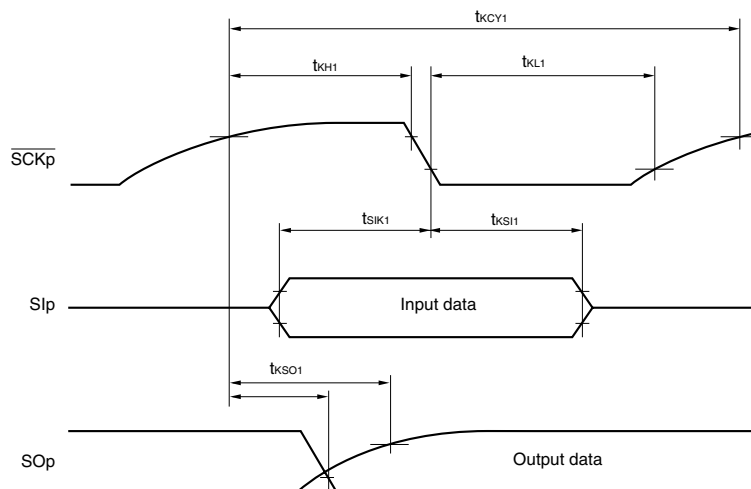 tKCY1
tKH1
tKL1
SCKp
tSIK1
tKSI1
SIp
Input data
tKSO1
SOp
Output data